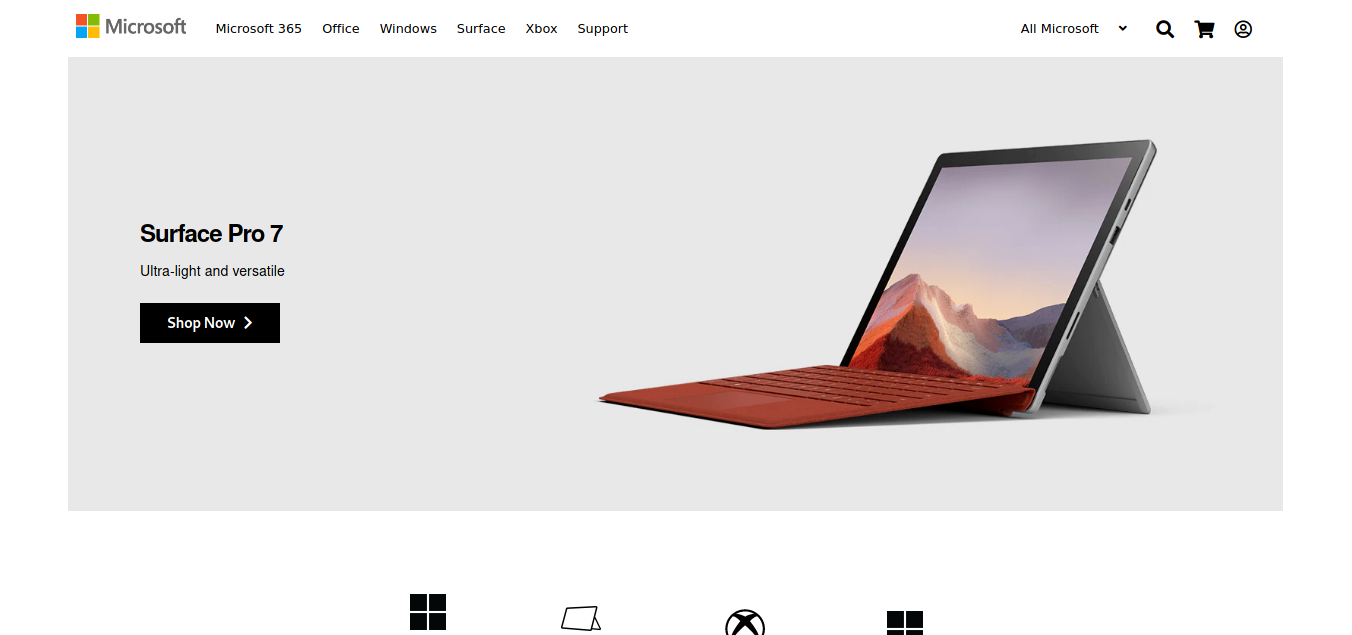 Microsoft
Microsoft 365
Office
Windows
Surface
Xbox
Support
All Microsoft
Surface Pro 7
Ultra-light and versatile
Shop Now